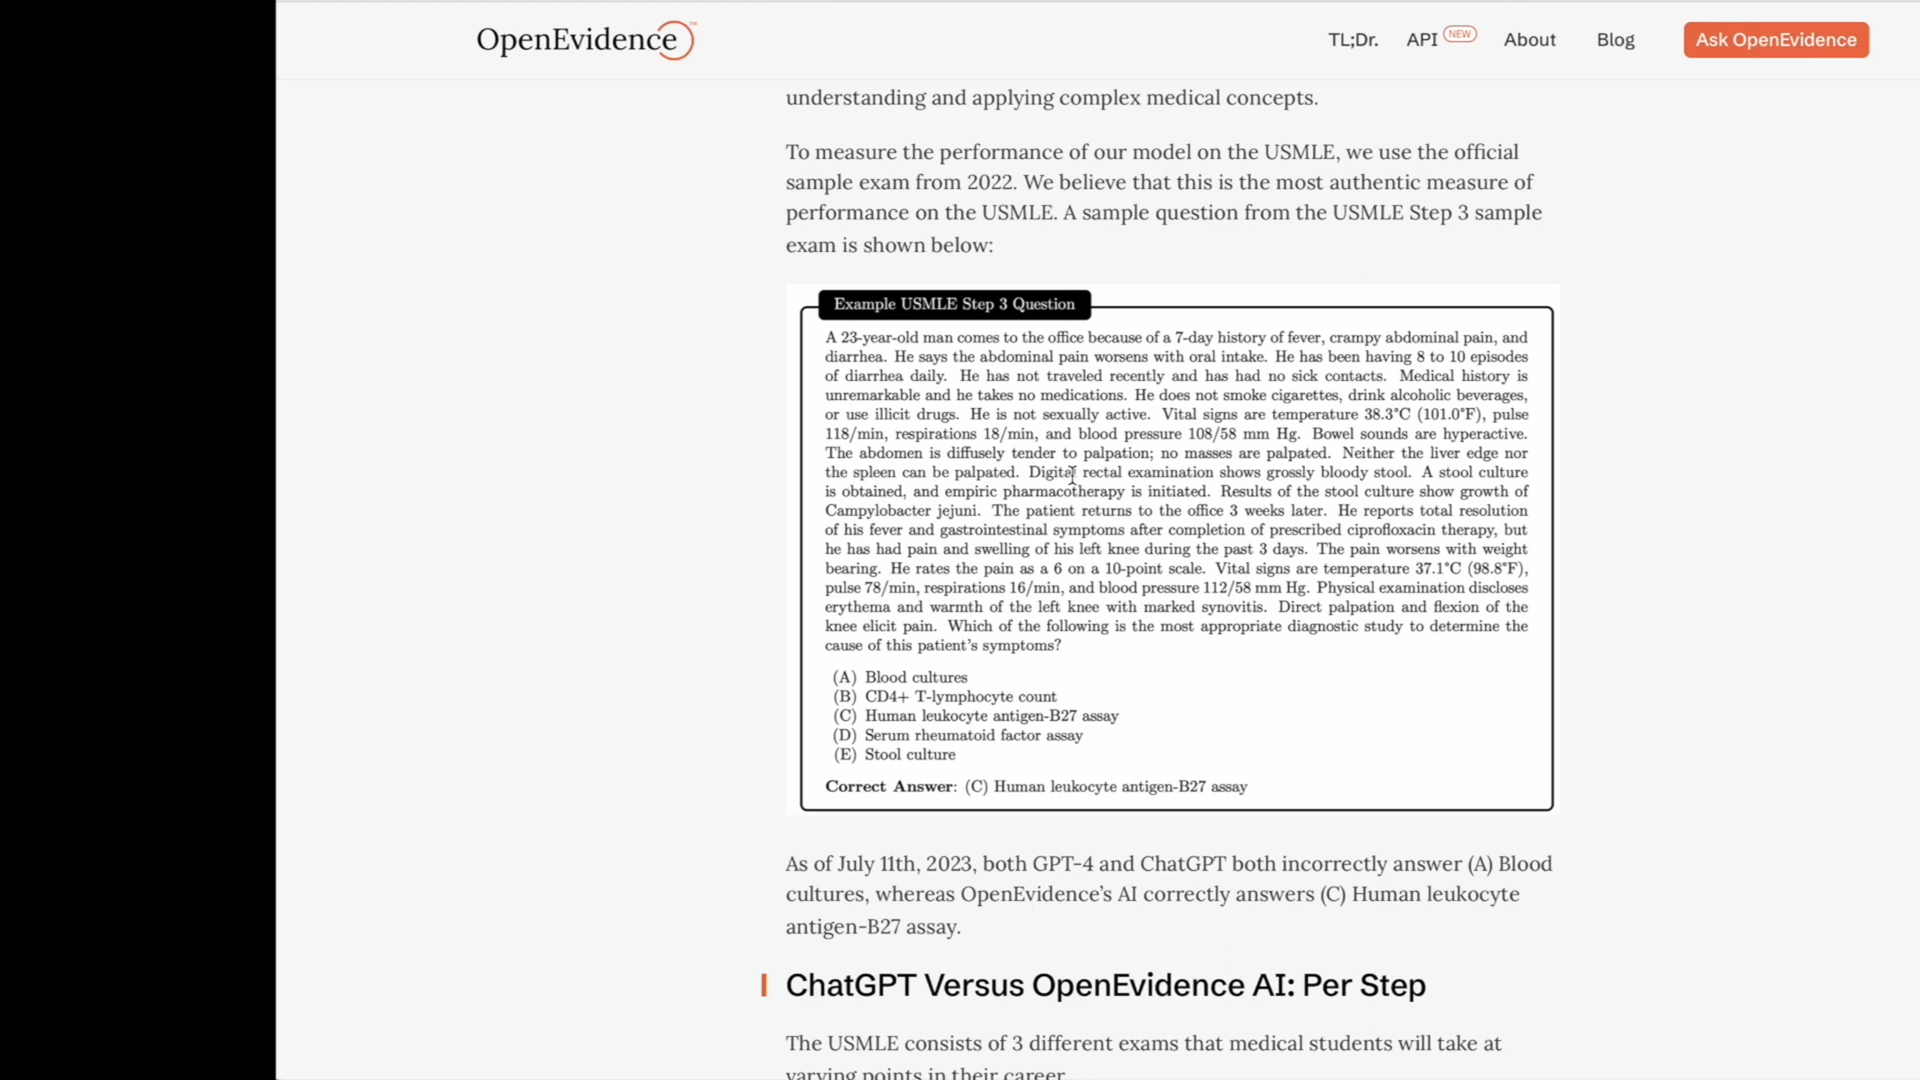 OpenEvidence™
TL;Dr. API NEW About Blog Ask OpenEvidence
understanding and applying complex medical concepts.
To measure the performance of our model on the USMLE, we use the official
sample exam from 2022. We believe that this is the most authentic measure of
performance on the USMLE. A sample question from the USMLE Step 3 sample
exam is shown below:
Example USMLE Step 3 Question
A 23-year-old man comes to the office because of a 7-day history of fever, crampy abdominal pain, and
diarrhea. He says the abdominal pain worsens with oral intake. He has been having 8 to 10 episodes
of diarrhea daily. He has not traveled recently and has had no sick contacts. Medical history is
unremarkable and he takes no medications. He does not smoke cigarettes, drink alcoholic beverages,
or use illicit drugs. He is not sexually active. Vital signs are temperature 38.3°C (101.0°F), pulse
118/min, respirations 18/min, and blood pressure 108/58 mm Hg. Bowel sounds are hyperactive.
The abdomen is diffusely tender to palpation; no masses are palpated. Neither the liver edge nor
the spleen can be palpated. Digital rectal examination shows grossly bloody stool. A stool culture
is obtained, and empiric pharmacotherapy is initiated. Results of the stool culture show growth of
Campylobacter jejuni. The patient returns to the office 3 weeks later. He reports total resolution
of his fever and gastrointestinal symptoms after completion of prescribed ciprofloxacin therapy, but
he has had pain and swelling of his left knee during the past 3 days. The pain worsens with weight
bearing. He rates the pain as a 6 on a 10-point scale. Vital signs are temperature 37.1°C (98.8°F),
pulse 78/min, respirations 16/min, and blood pressure 112/58 mm Hg. Physical examination discloses
erythema and warmth of the left knee with marked synovitis. Direct palpation and flexion of the
knee elicit pain. Which of the following is the most appropriate diagnostic study to determine the
cause of this patient's symptoms?
(A) Blood cultures
(B) CD4+ T-lymphocyte count
(C) Human leukocyte antigen-B27 assay
(D) Serum rheumatoid factor assay
(E) Stool culture
Correct Answer: (C) Human leukocyte antigen-B27 assay
As of July 11th, 2023, both GPT-4 and ChatGPT both incorrectly answer (A) Blood
cultures, whereas OpenEvidence's AI correctly answers (C) Human leukocyte
antigen-B27 assay.
ChatGPT Versus OpenEvidence AI: Per Step
The USMLE consists of 3 different exams that medical students will take at
varying points in their career.